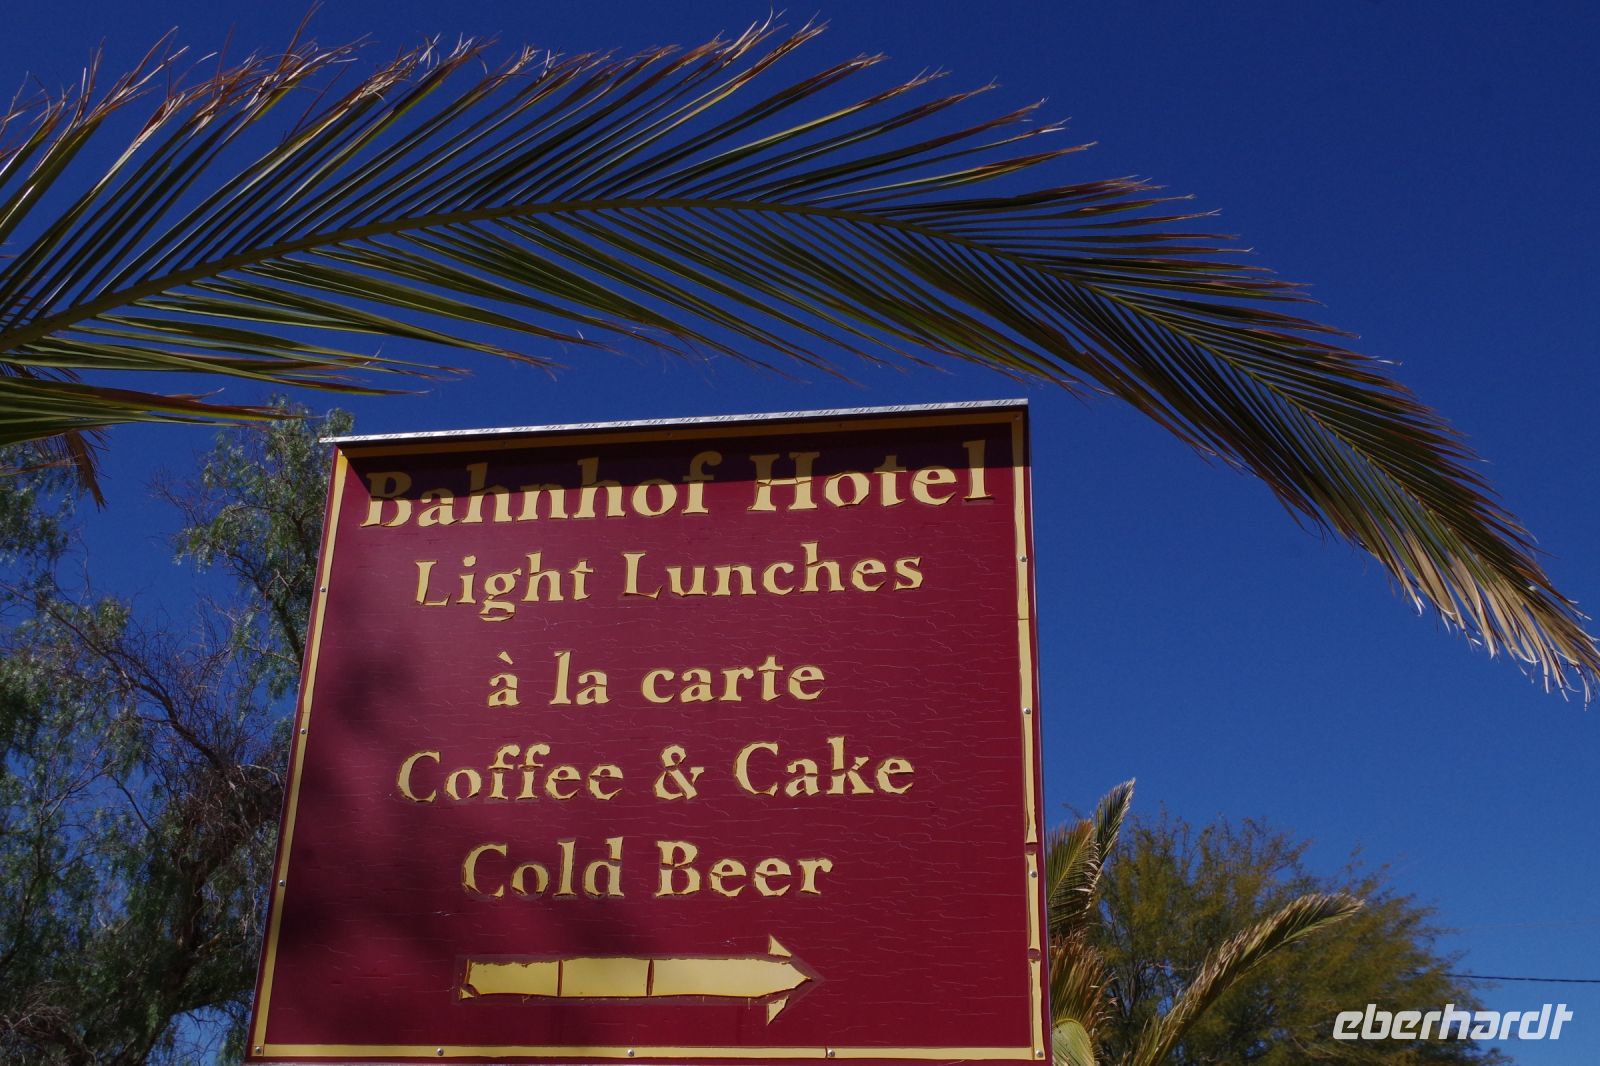 Bahnhof Hotel
Light Lunches
à la carte
Coffee & Cake
Cold Beer
eberhardt